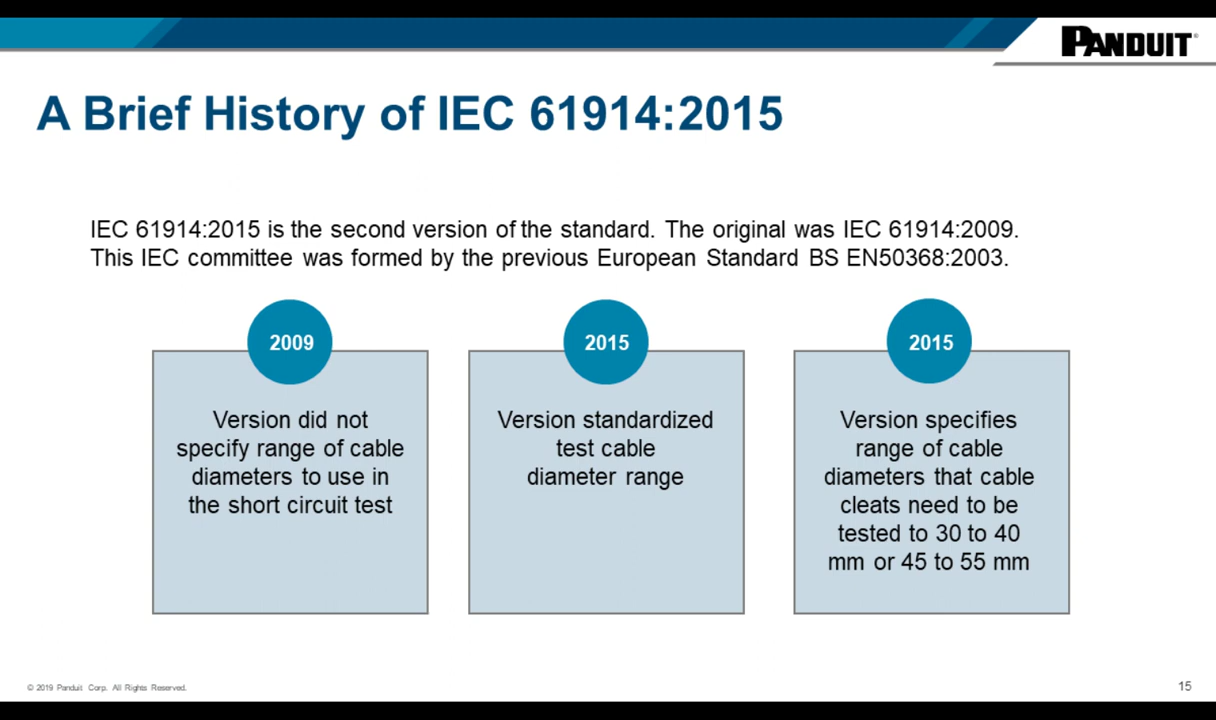 PANDUIT
A Brief History of IEC 61914:2015
IEC 61914:2015 is the second version of the standard. The original was IEC 61914:2009.
This IEC committee was formed by the previous European Standard BS EN50368:2003.
2009
Version did not
specify range of cable
diameters to use in
the short circuit test
2015
Version standardized
test cable
diameter range
2015
Version specifies
range of cable
diameters that cable
cleats need to be
tested to 30 to 40
mm or 45 to 55 mm
© 2019 Panduit Corp. All Rights Reserved.
15